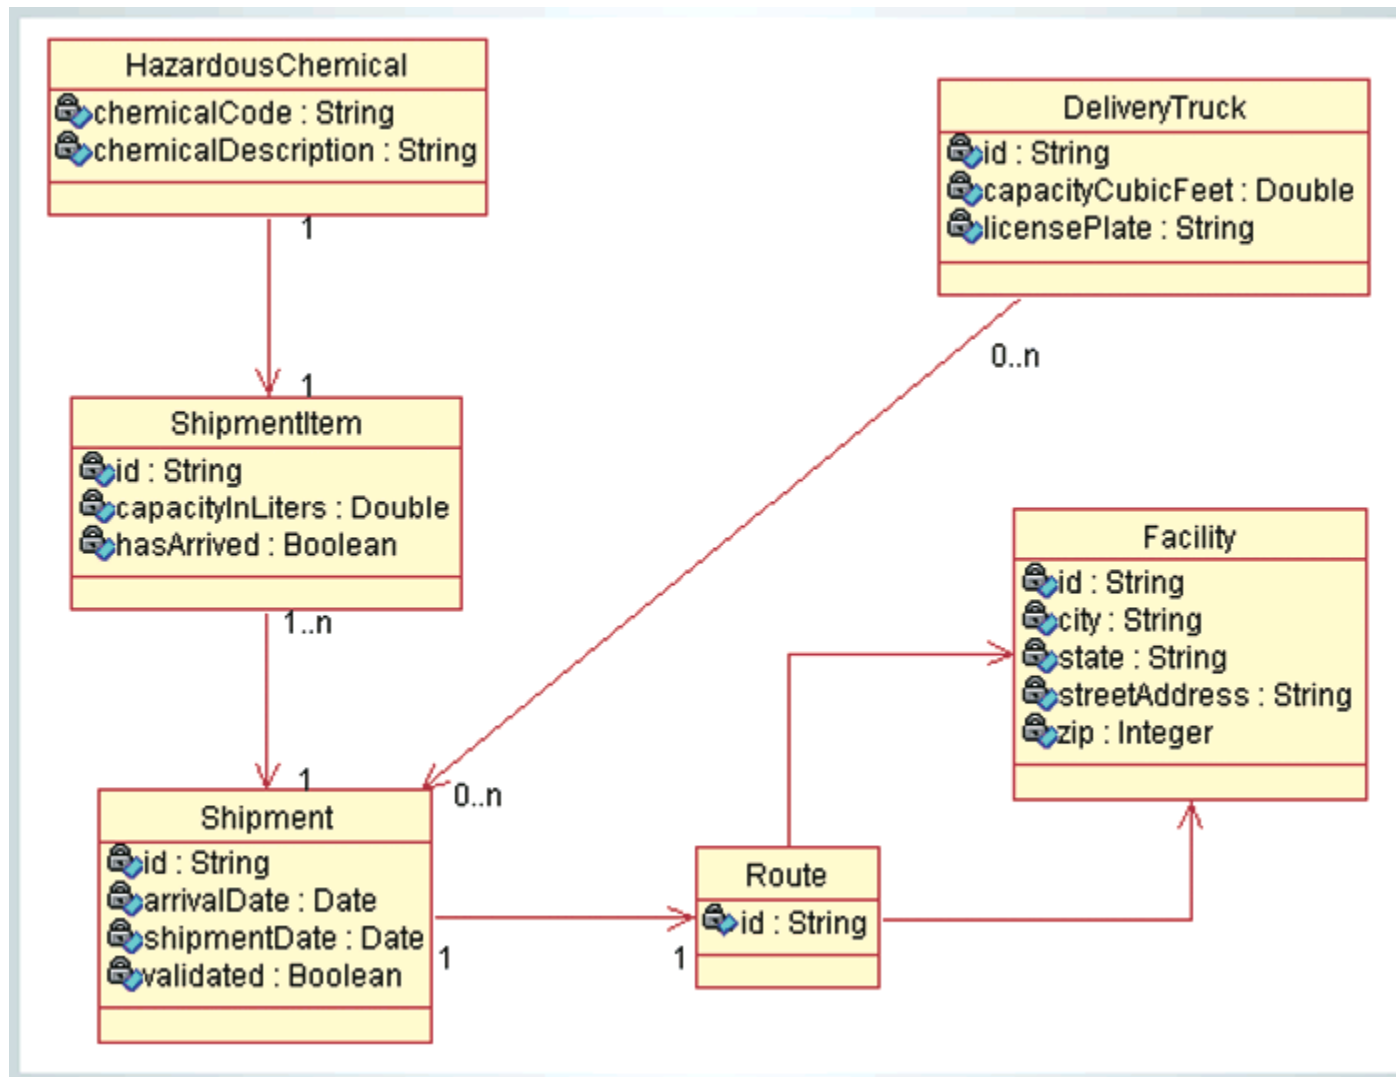 HazardousChemical
chemicalCode : String
chemicalDescription : String
1
1
ShipmentItem
id : String
capacityInLiters : Double
hasArrived : Boolean
1..n
1
Shipment
id : String
arrivalDate : Date
shipmentDate : Date
validated : Boolean
1
1
DeliveryTruck
id : String
capacityCubicFeet : Double
licensePlate : String
0..n
0..n
Route
id : String
Facility
id : String
city : String
state : String
streetAddress : String
zip : Integer